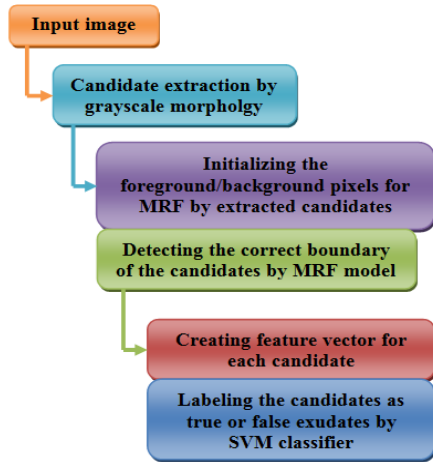 Input image
Candidate extraction by
grayscale morpholgy
Initializing the
foreground/background pixels for
MRF by extracted candidates
Detecting the correct boundary
of the candidates by MRF model
Creating feature vector for
each candidate
Labeling the candidates as
true or false exudates by
SVM classifier